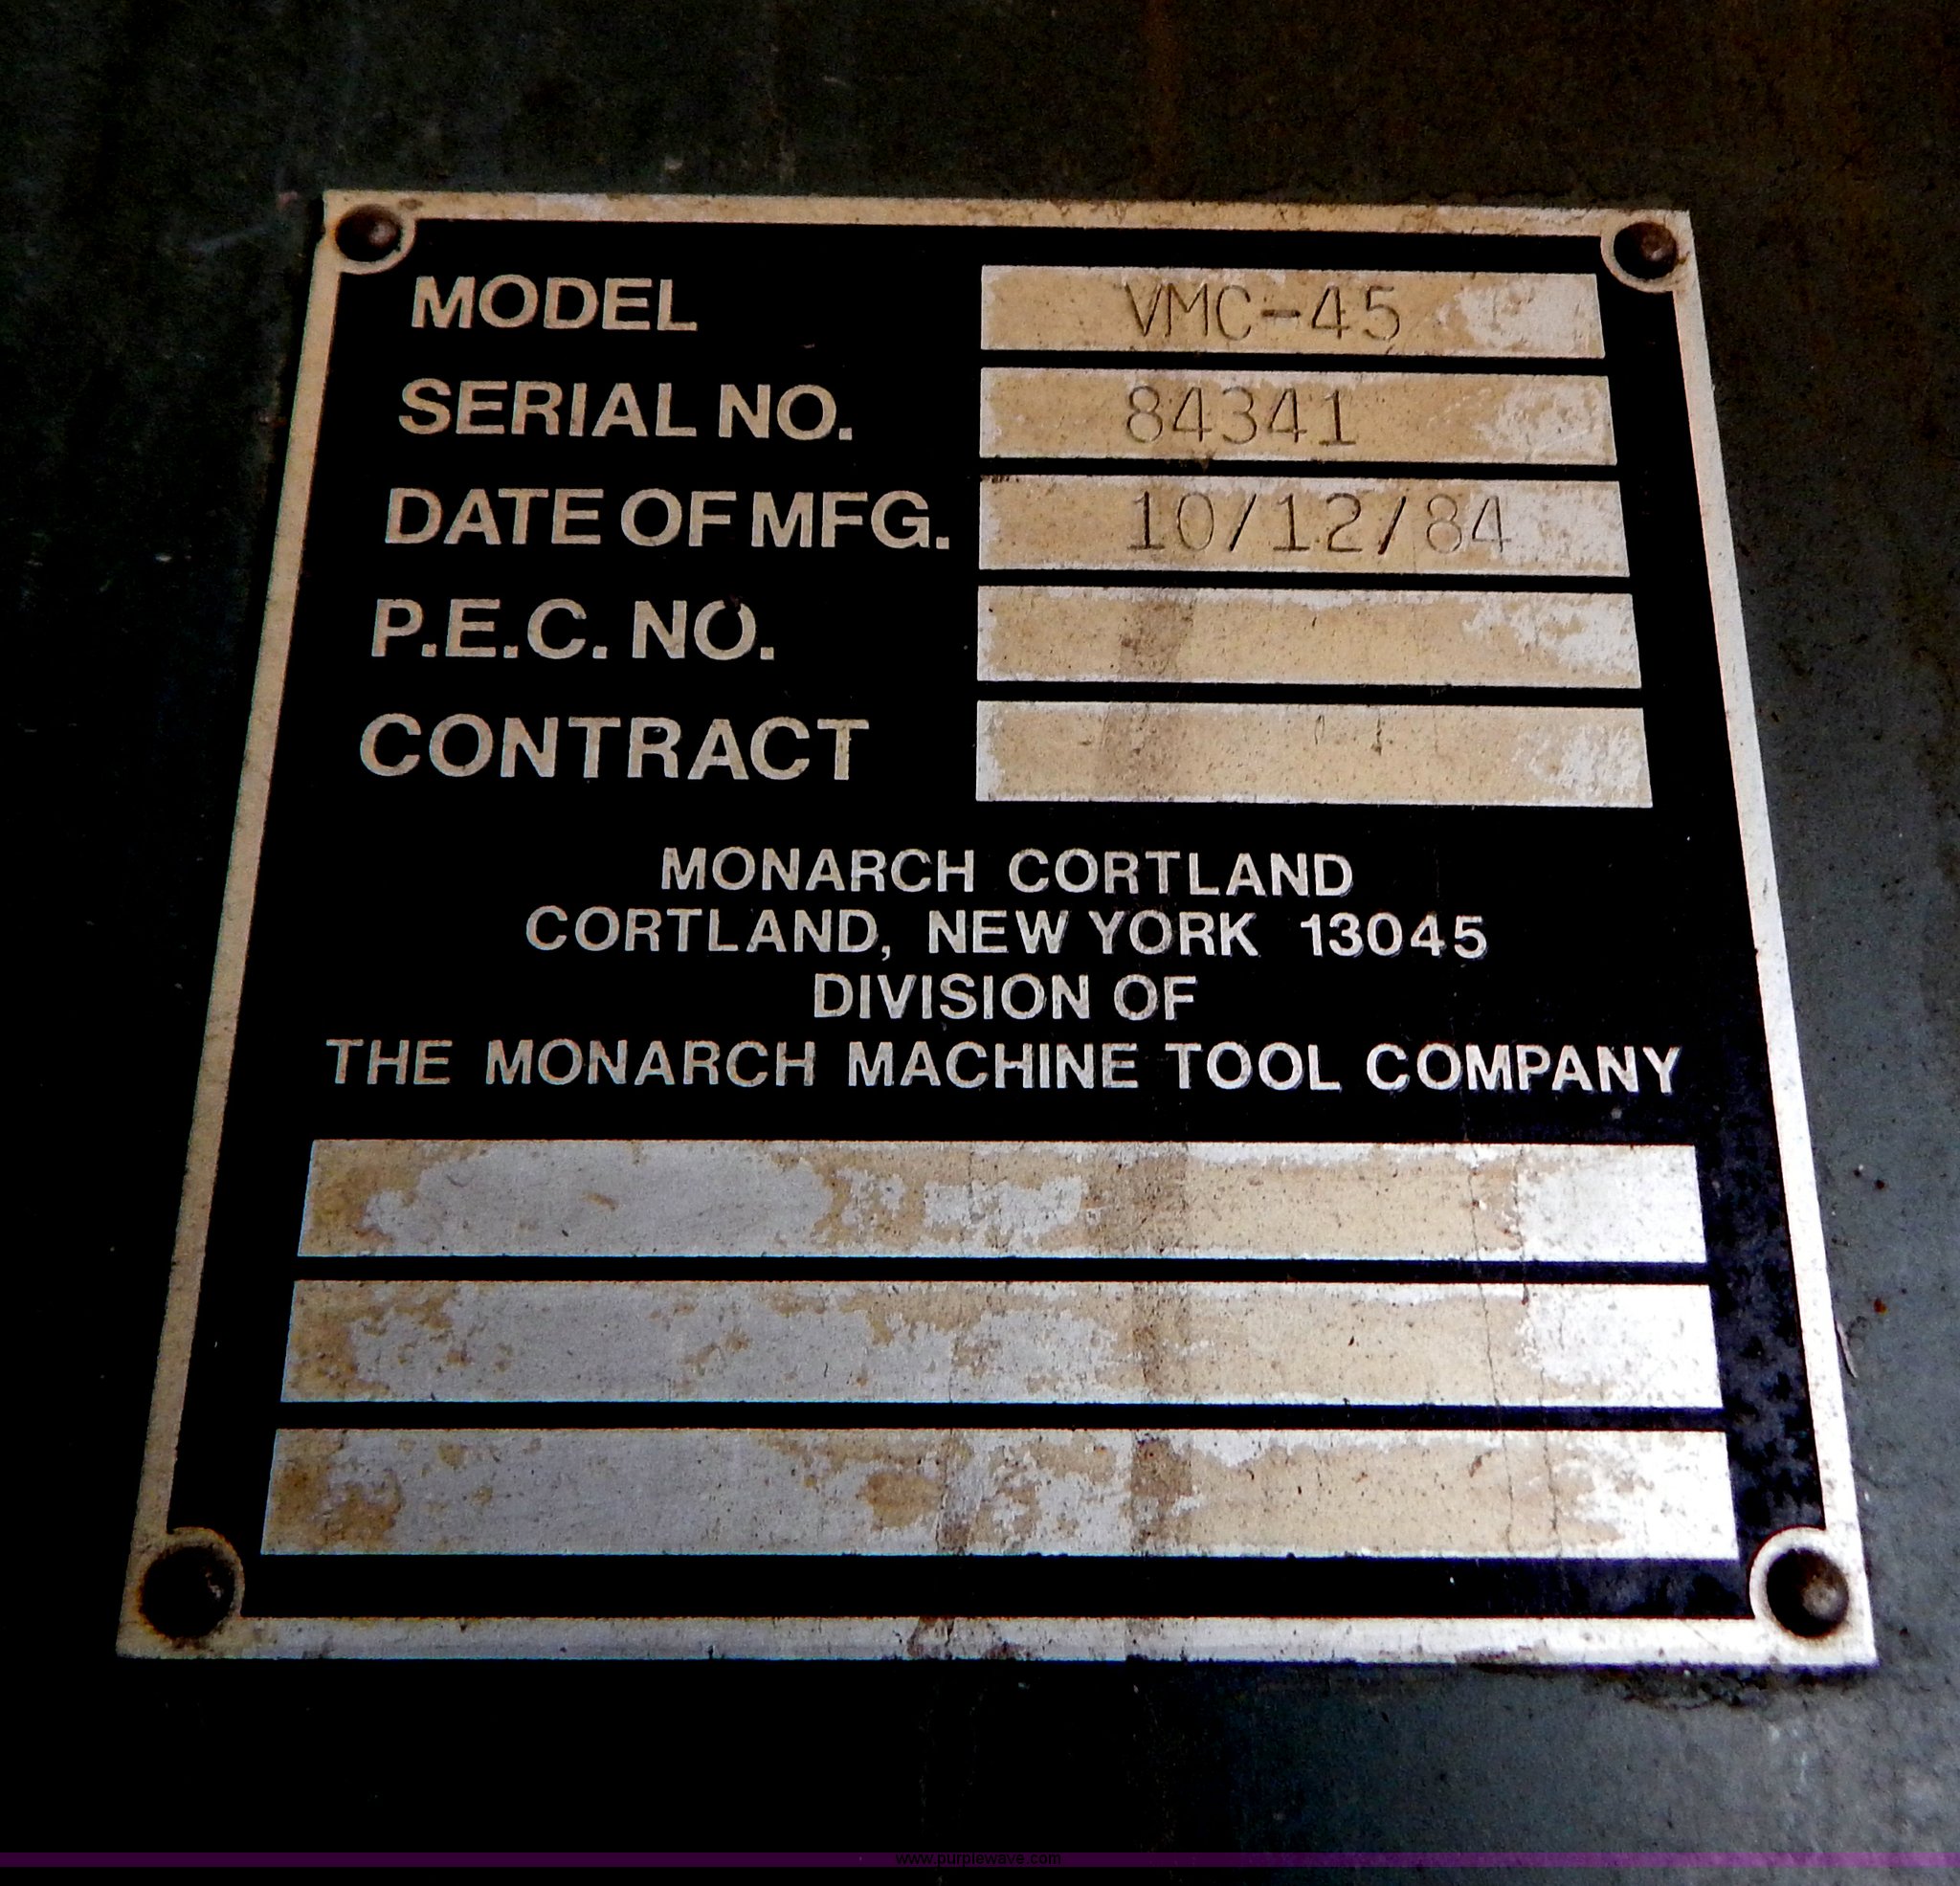 MODEL VMC-45
SERIAL NO. 84341
DATE OF MFG. 10/12/84
P.E.C. NO.
CONTRACT
MONARCH CORTLAND
CORTLAND, NEW YORK 13045
DIVISION OF
THE MONARCH MACHINE TOOL COMPANY
www.purplewave.com